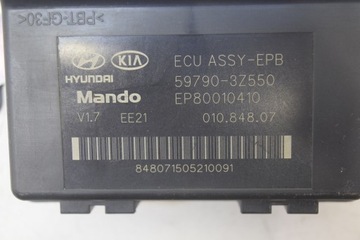 >PBT-GF30<
KIA
ECU ASSY-EPB
HYUNDAI
59790-3Z550
Mando
EP80010410
V1.7 EE21 010.848.07
848071505210091